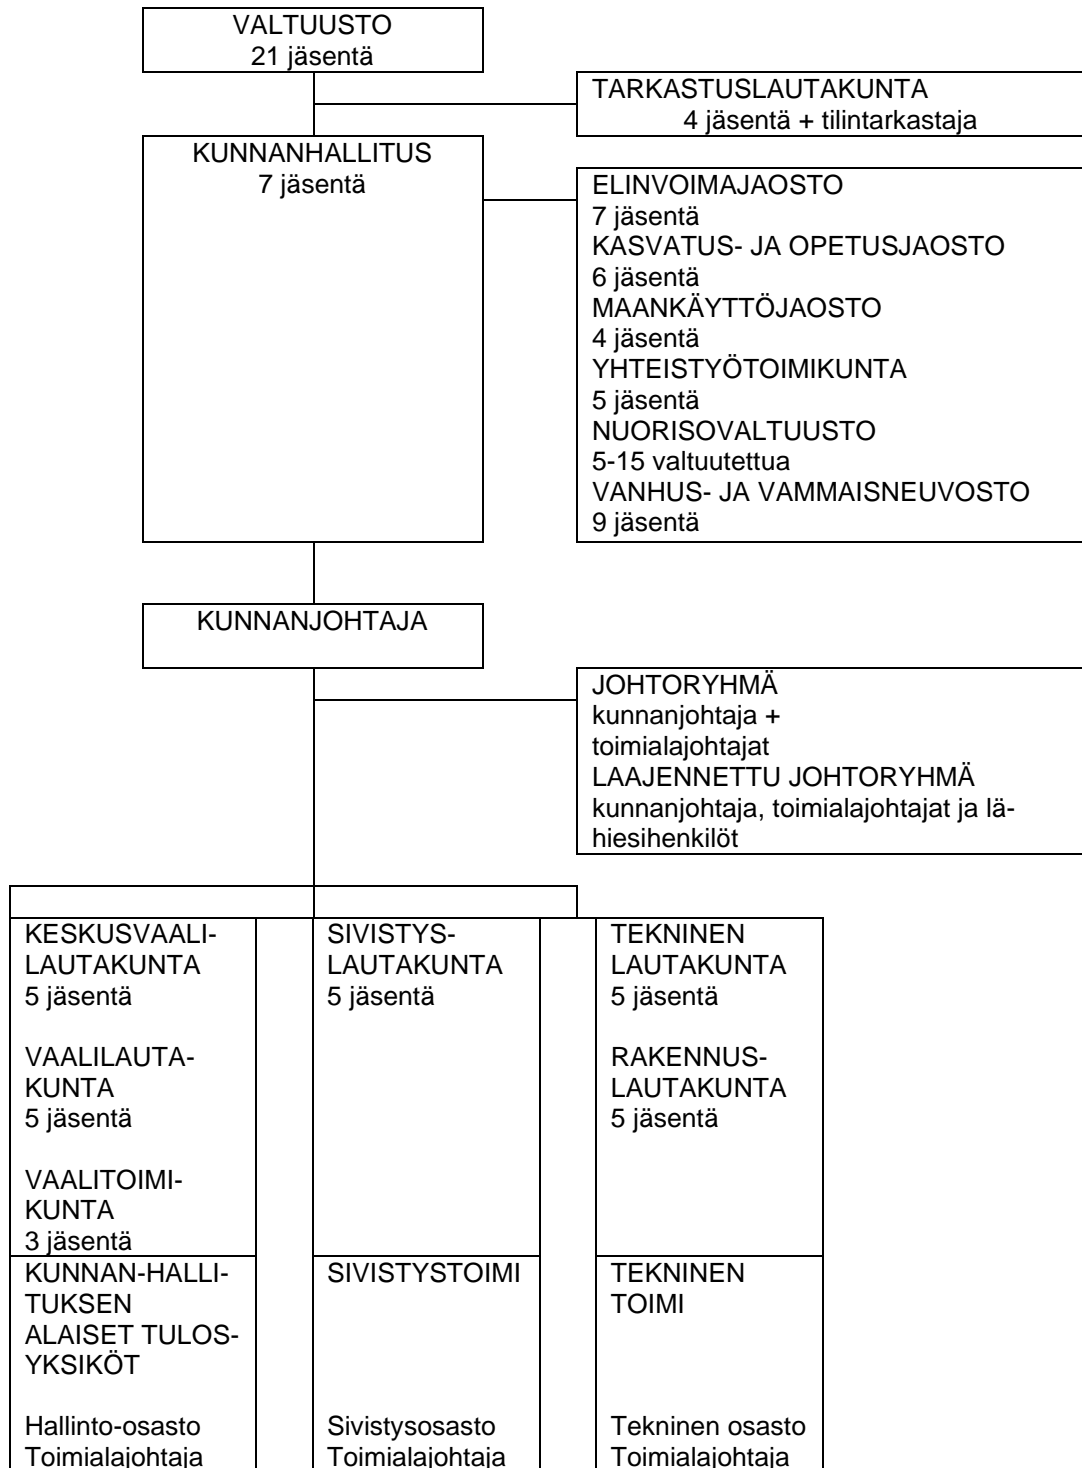 VALTUUSTO
21 jäsentä
TARKASTUSLAUTAKUNTA
4 jäsentä + tilintarkastaja
KUNNANHALLITUS
7 jäsentä
ELINVOIMAJAOSTO
7 jäsentä
KASVATUS- JA OPETUSJAOSTO
6 jäsentä
MAANKÄYTTÖJAOSTO
4 jäsentä
YHTEISTYÖTOIMIKUNTA
5 jäsentä
NUORISOVALTUUSTO
5-15 valtuutettua
VANHUS- JA VAMMAISNEUVOSTO
9 jäsentä
KUNNANJOHTAJA
JOHTORYHMÄ
kunnanjohtaja +
toimialajohtajat
LAAJENNETTU JOHTORYHMÄ
kunnanjohtaja, toimialajohtajat ja lä-
hiesihenkilöt
KESKUSVAALI-
LAUTAKUNTA
5 jäsentä
VAALILAUTA-
KUNTA
5 jäsentä
VAALITOIMI-
KUNTA
3 jäsentä
SIVISTYS-
LAUTAKUNTA
5 jäsentä
TEKNINEN
LAUTAKUNTA
5 jäsentä
RAKENNUS-
LAUTAKUNTA
5 jäsentä
KUNNAN-HALLI-
TUKSEN
ALAISET TULOS-
YKSIKÖT
Hallinto-osasto
Toimialajohtaja
SIVISTYSTOIMI
Sivistysosasto
Toimialajohtaja
TEKNINEN
TOIMI
Tekninen osasto
Toimialajohtaja